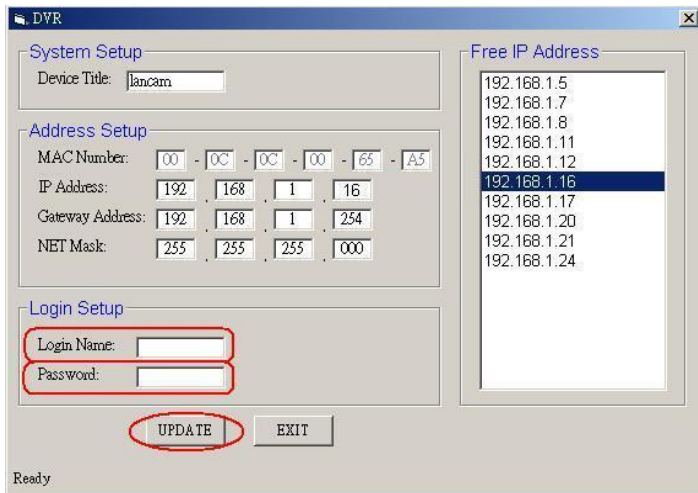 DVR
System Setup
Device Title: lancam
Address Setup
MAC Number: 00 - 0C - 0C - 00 - 65 - A5
IP Address: 192 . 168 . 1 . 16
Gateway Address: 192 . 168 . 1 . 254
NET Mask: 255 . 255 . 255 . 000
Login Setup
Login Name:
Password:
UPDATE EXIT
Ready
Free IP Address
192.168.1.5
192.168.1.7
192.168.1.8
192.168.1.11
192.168.1.12
192.168.1.16
192.168.1.17
192.168.1.20
192.168.1.21
192.168.1.24